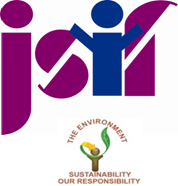 jsif
THE ENVIRONMENT
SUSTAINABILITY
OUR RESPONSIBILITY